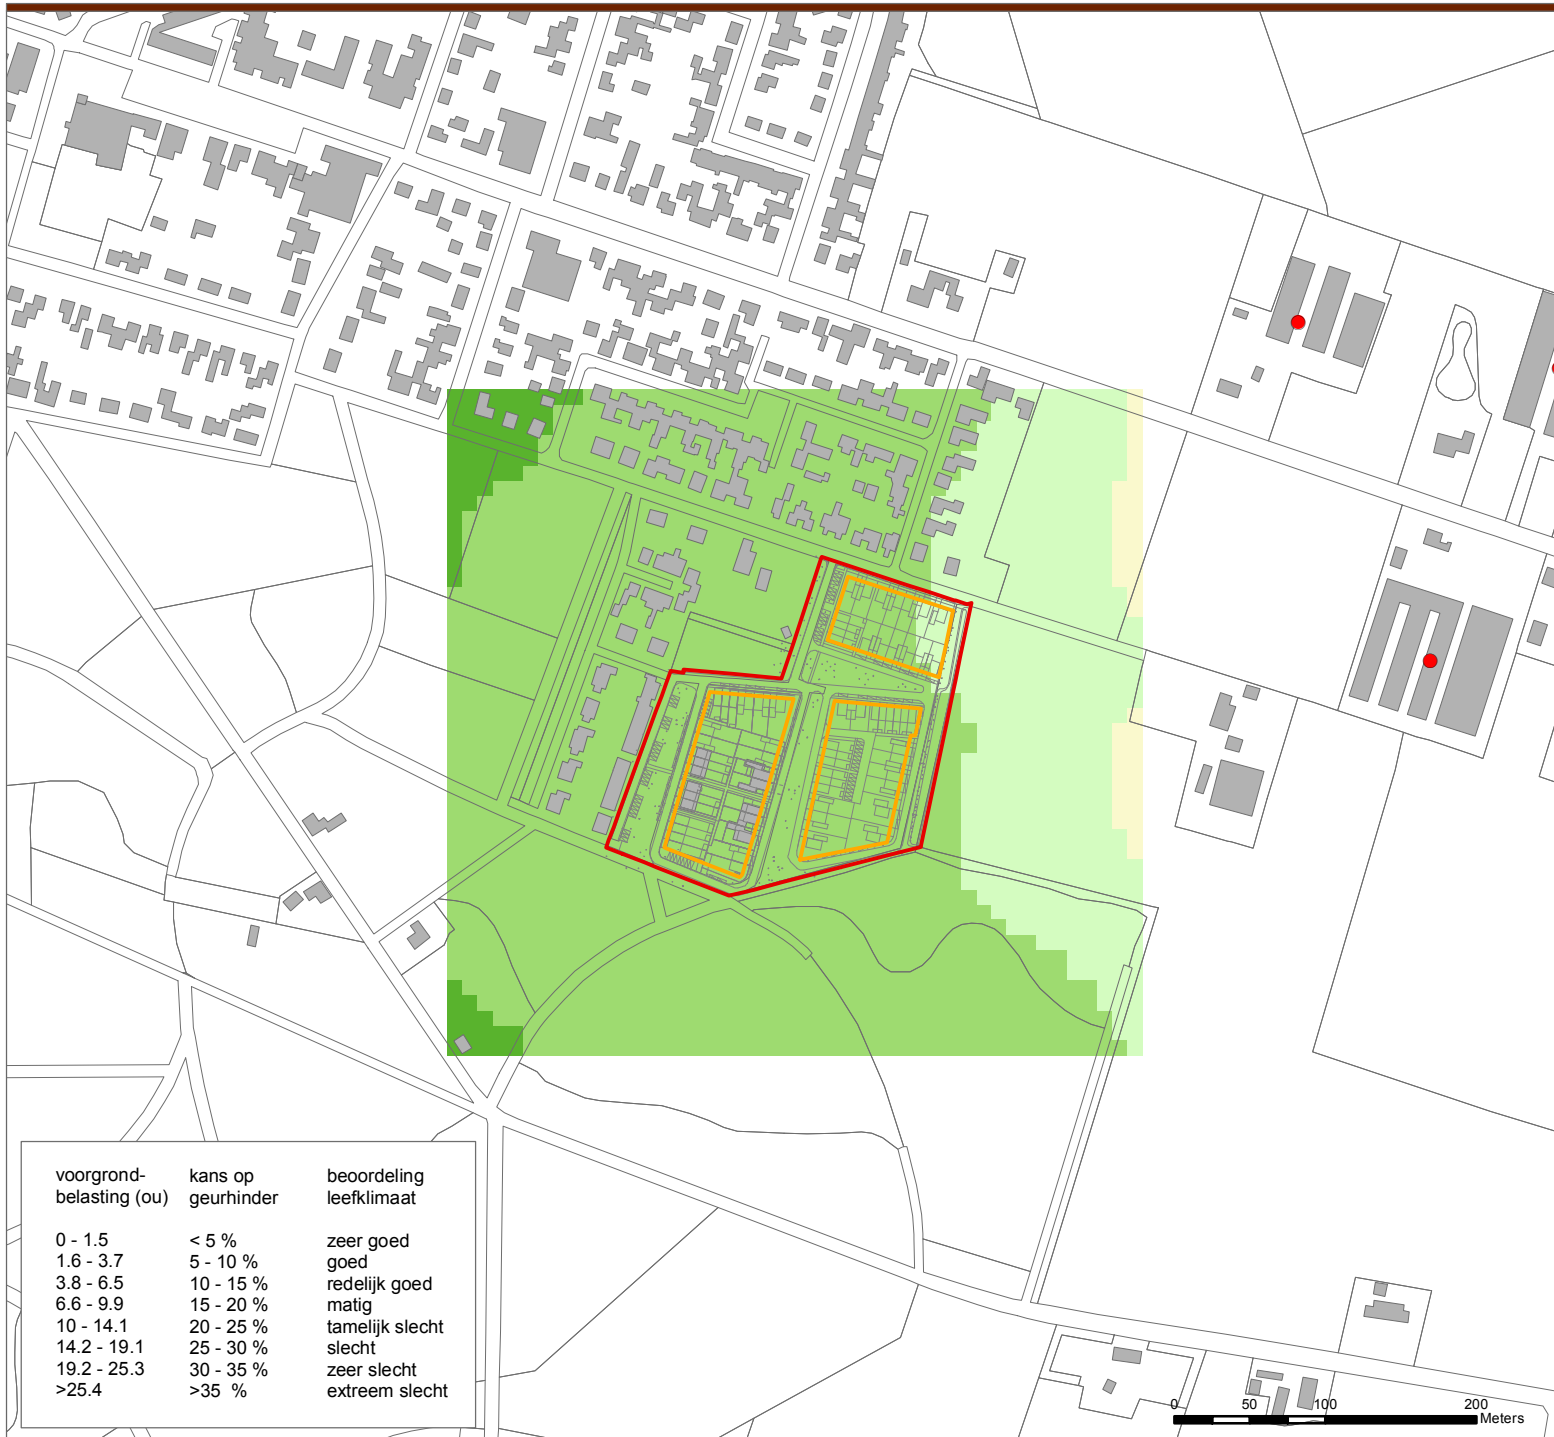 voorgrond- kans op beoordeling
belasting (ou) geurhinder leefklimaat
0 - 1.5 < 5 % zeer goed
1.6 - 3.7 5 - 10 % goed
3.8 - 6.5 10 - 15 % redelijk goed
6.6 - 9.9 15 - 20 % matig
10 - 14.1 20 - 25 % tamelijk slecht
14.2 - 19.1 25 - 30 % slecht
19.2 - 25.3 30 - 35 % zeer slecht
>25.4 >35 % extreem slecht
0 50 100 200
Meters